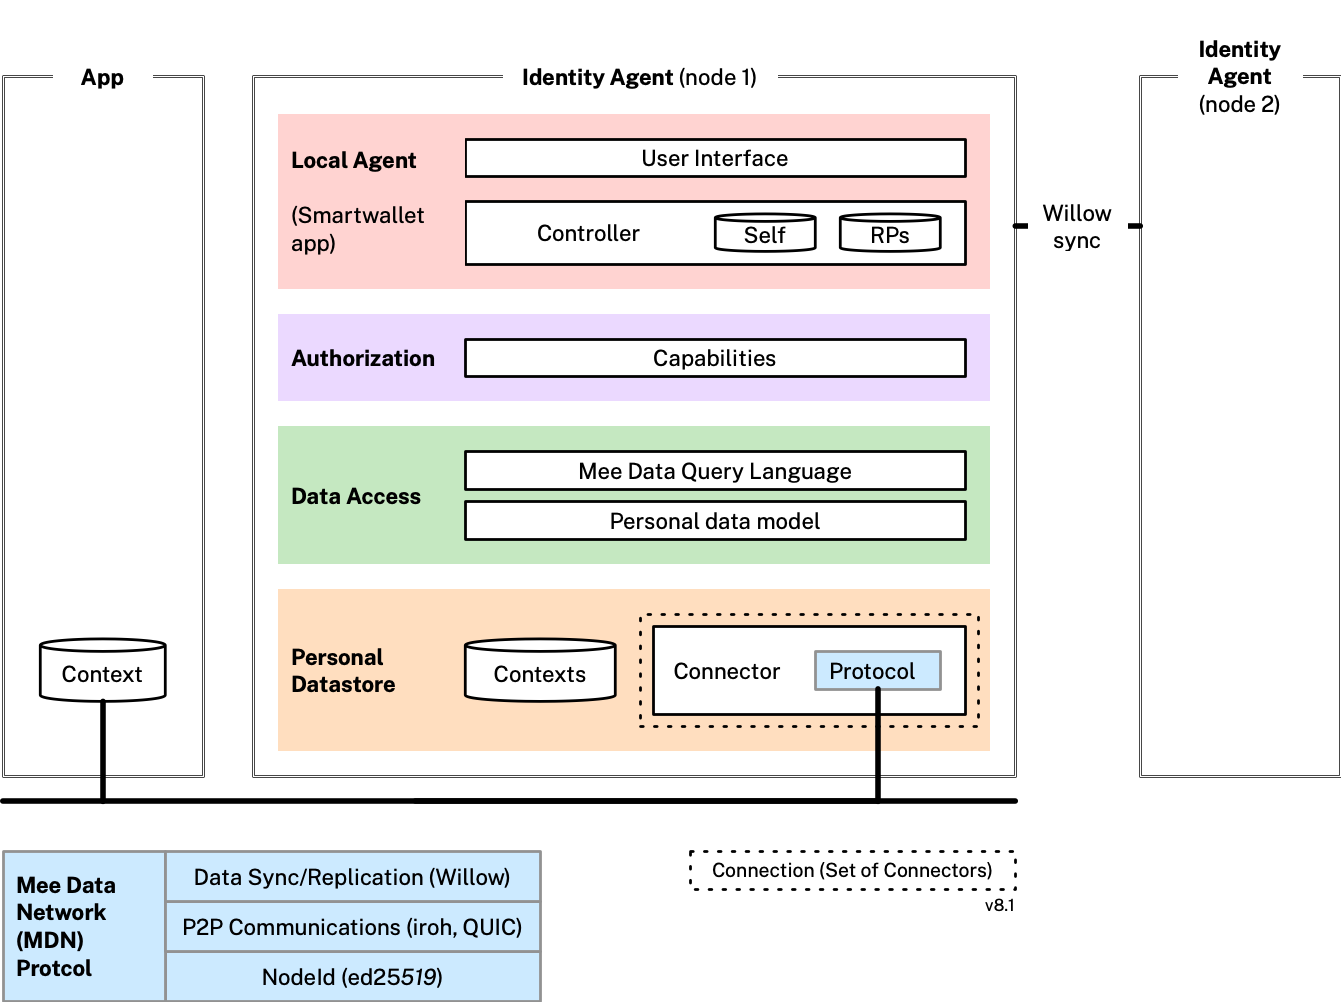 App
Identity Agent (node 1)
Identity
Agent
(node 2)
Local Agent
(Smartwallet
app)
User Interface
Controller
Self
RPs
Willow
sync
Authorization
Capabilities
Data Access
Mee Data Query Language
Personal data model
Personal
Datastore
Context
Contexts
Connector
Protocol
Mee Data
Network
(MDN)
Protcol
Data Sync/Replication (Willow)
P2P Communications (iroh, QUIC)
NodeId (ed25519)
Connection (Set of Connectors)
v8.1